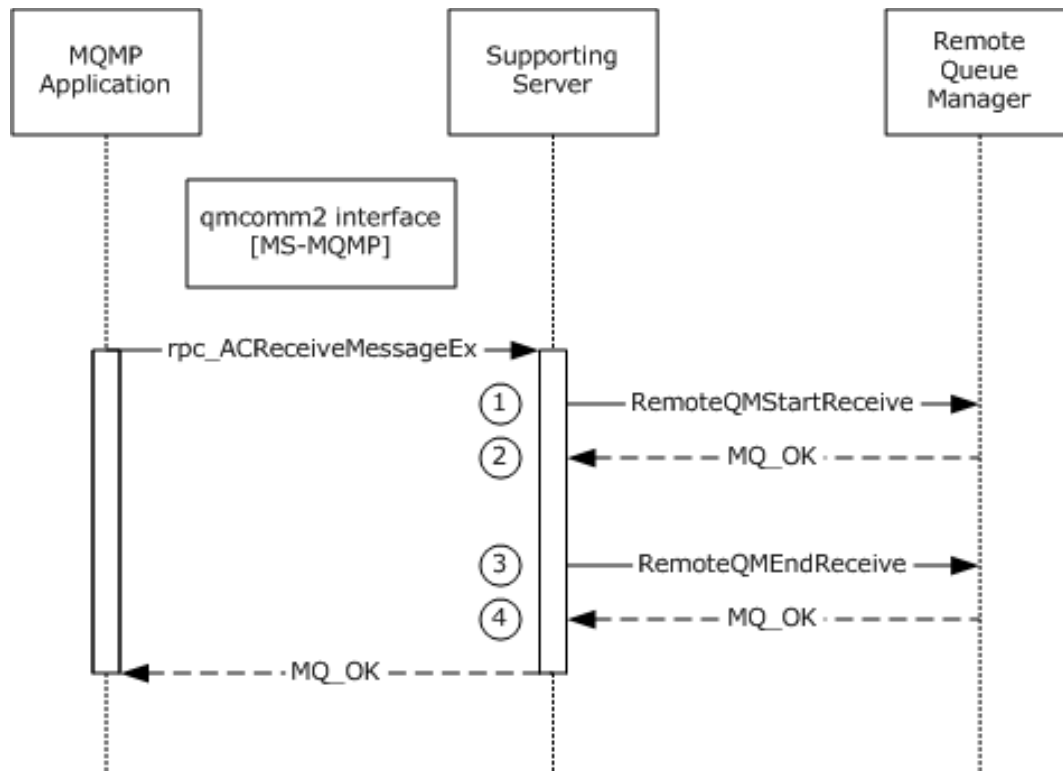 MQMP
Application
Supporting
Server
Remote
Queue
Manager
qmcomm2 interface
[MS-MQMP]
rpc_ACReceiveMessageEx
1
RemoteQMStartReceive
2
MQ_OK
3
RemoteQMEndReceive
4
MQ_OK
MQ_OK